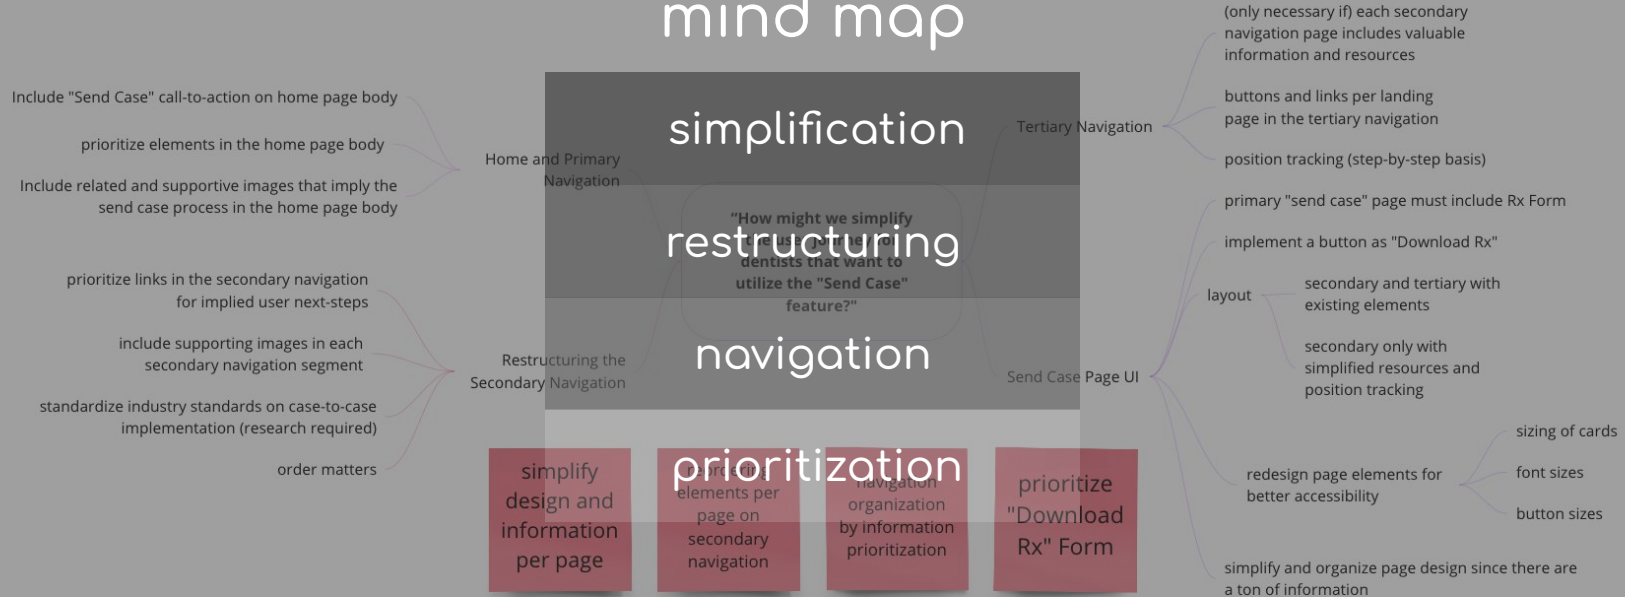 mind map
simplification
restructuring
navigation
prioritization
Include "Send Case" call-to-action on home page body
prioritize elements in the home page body
Include related and supportive images that imply the
send case process in the home page body
Home and Primary
Navigation
prioritize links in the secondary navigation
for implied user next-steps
include supporting images in each
secondary navigation segment
standardize industry standards on case-to-case
implementation (research required)
order matters
Restructuring the
Secondary Navigation
“How might we simplify
the user journey for
dentists that want to
utilize the "Send Case"
feature?"
Tertiary Navigation
(only necessary if) each secondary
navigation page includes valuable
information and resources
buttons and links per landing
page in the tertiary navigation
position tracking (step-by-step basis)
Send Case Page UI
primary "send case" page must include Rx Form
implement a button as "Download Rx"
layout
secondary and tertiary with
existing elements
secondary only with
simplified resources and
position tracking
redesign page elements for
better accessibility
sizing of cards
font sizes
button sizes
simplify and organize page design since there are
a ton of information
simplify
design and
information
per page
reordering
elements per
page on
secondary
navigation
navigation
organization
by information
prioritization
prioritize
"Download
Rx" Form